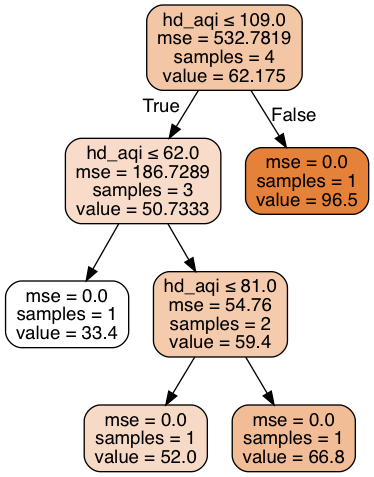 hd_aqi ≤ 109.0
mse = 532.7819
samples = 4
value = 62.175
True
False
hd_aqi ≤ 62.0
mse = 186.7289
samples = 3
value = 50.7333
mse = 0.0
samples = 1
value = 96.5
mse = 0.0
samples = 1
value = 33.4
hd_aqi ≤ 81.0
mse = 54.76
samples = 2
value = 59.4
mse = 0.0
samples = 1
value = 52.0
mse = 0.0
samples = 1
value = 66.8